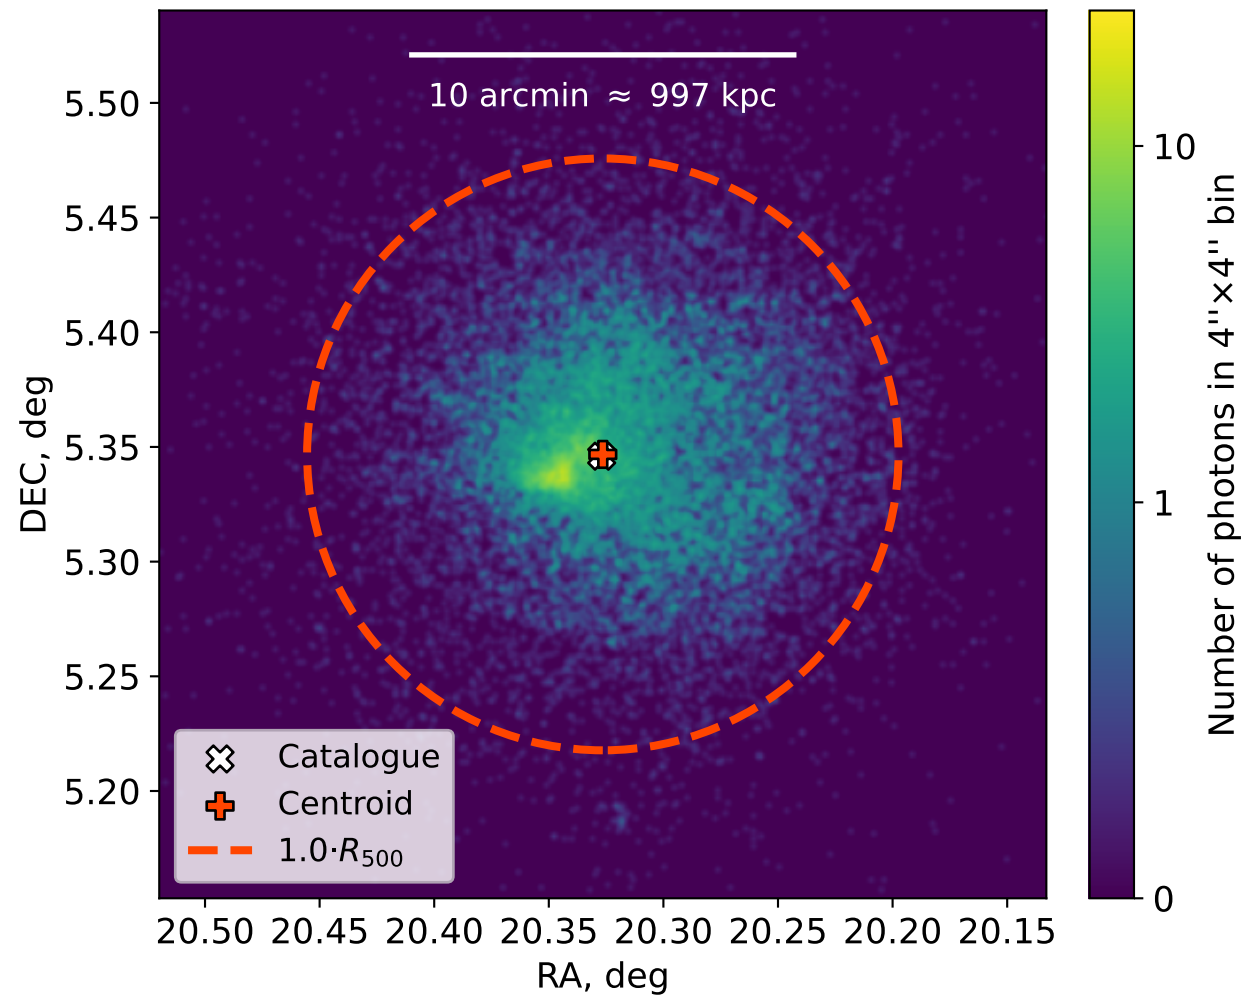 10 arcmin ≈ 997 kpc
5.50
5.45
5.40
5.35
5.30
5.25
5.20
DEC, deg
Catalogue
Centroid
1.0·R500
20.50 20.45 20.40 20.35 20.30 20.25 20.20 20.15
RA, deg
10
1
0
Number of photons in 4''×4'' bin